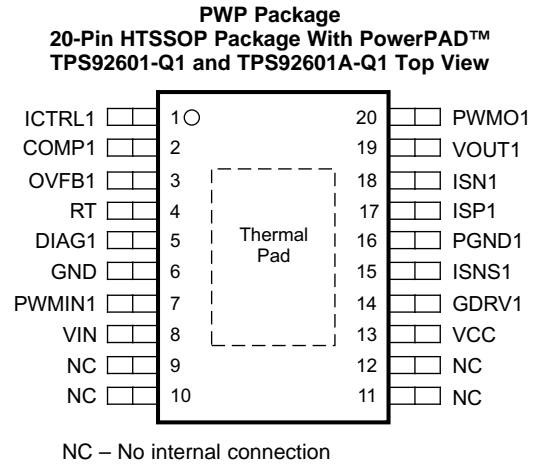 PWP Package
20-Pin HTSSOP Package With PowerPAD™
TPS92601-Q1 and TPS92601A-Q1 Top View
ICTRL1 1 20 PWMO1
COMP1 2 19 VOUT1
OVFB1 3 18 ISN1
RT 4 17 ISP1
DIAG1 5 16 PGND1
GND 6 15 ISNS1
PWMIN1 7 14 GDRV1
VIN 8 13 VCC
NC 9 12 NC
NC 10 11 NC
Thermal
Pad
NC – No internal connection